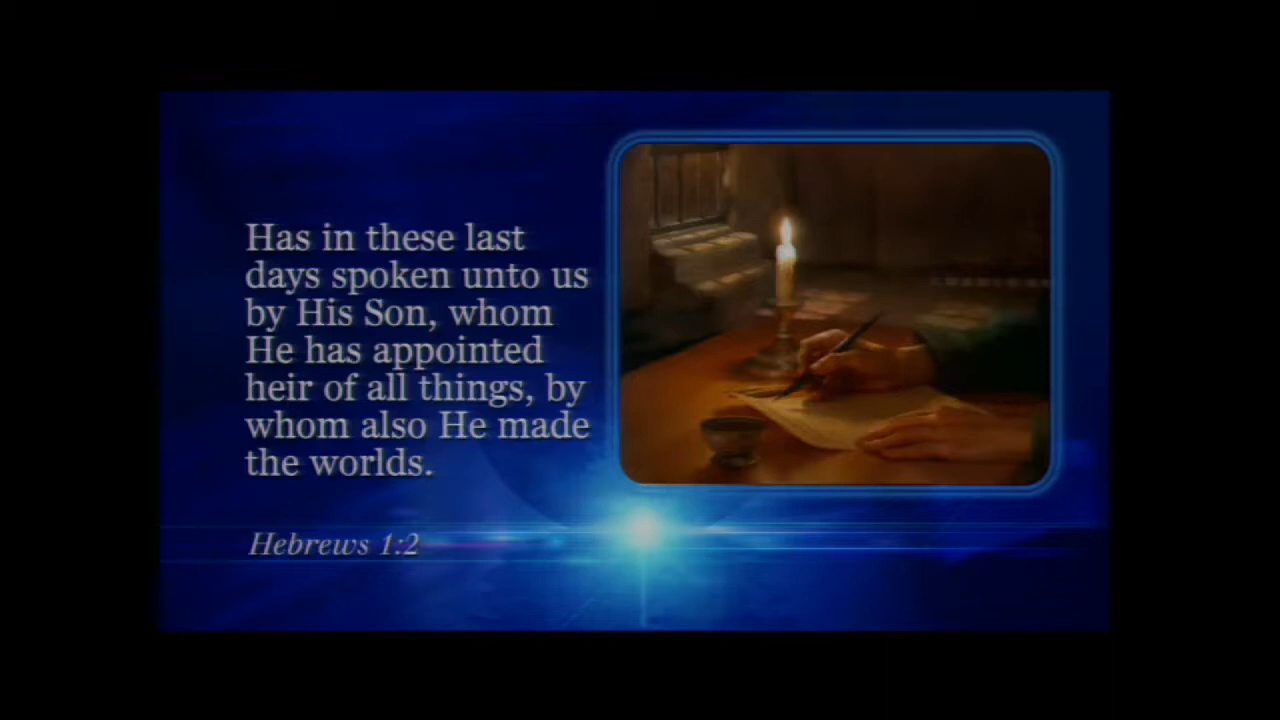 Has in these last
days spoken unto us
by His Son, whom
He has appointed
heir of all things, by
whom also He made
the worlds.
Hebrews 1:2